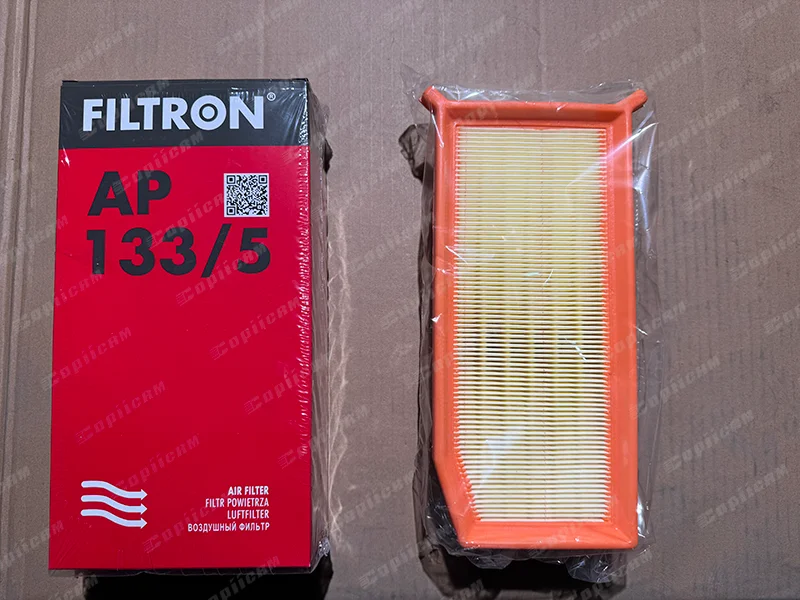 FILTRON®
AP
133/5
AIR FILTER
FILTR POWIETRZA
LUFTFILTER
ВОЗДУШНЫЙ ФИЛЬТР